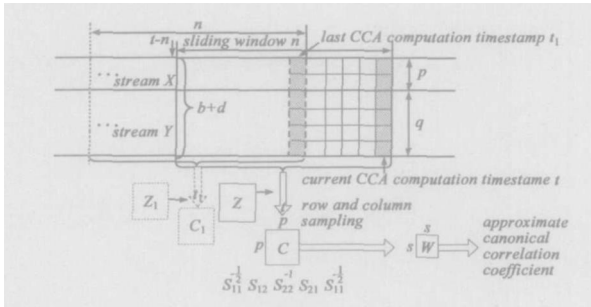 n
t-n
sliding window n
last CCA computation timestamp t₁
...stream X
p
b+d
q
...stream Y
current CCA computation timestame t
Z₁
Z
C₁
row and column
sampling
p
p
C
s
s
W
approximate
canonical
correlation
coefficient
S₁₁^{-1/2} S₁₂ S₂₂^{-1} S₂₁ S₁₁^{-1/2}